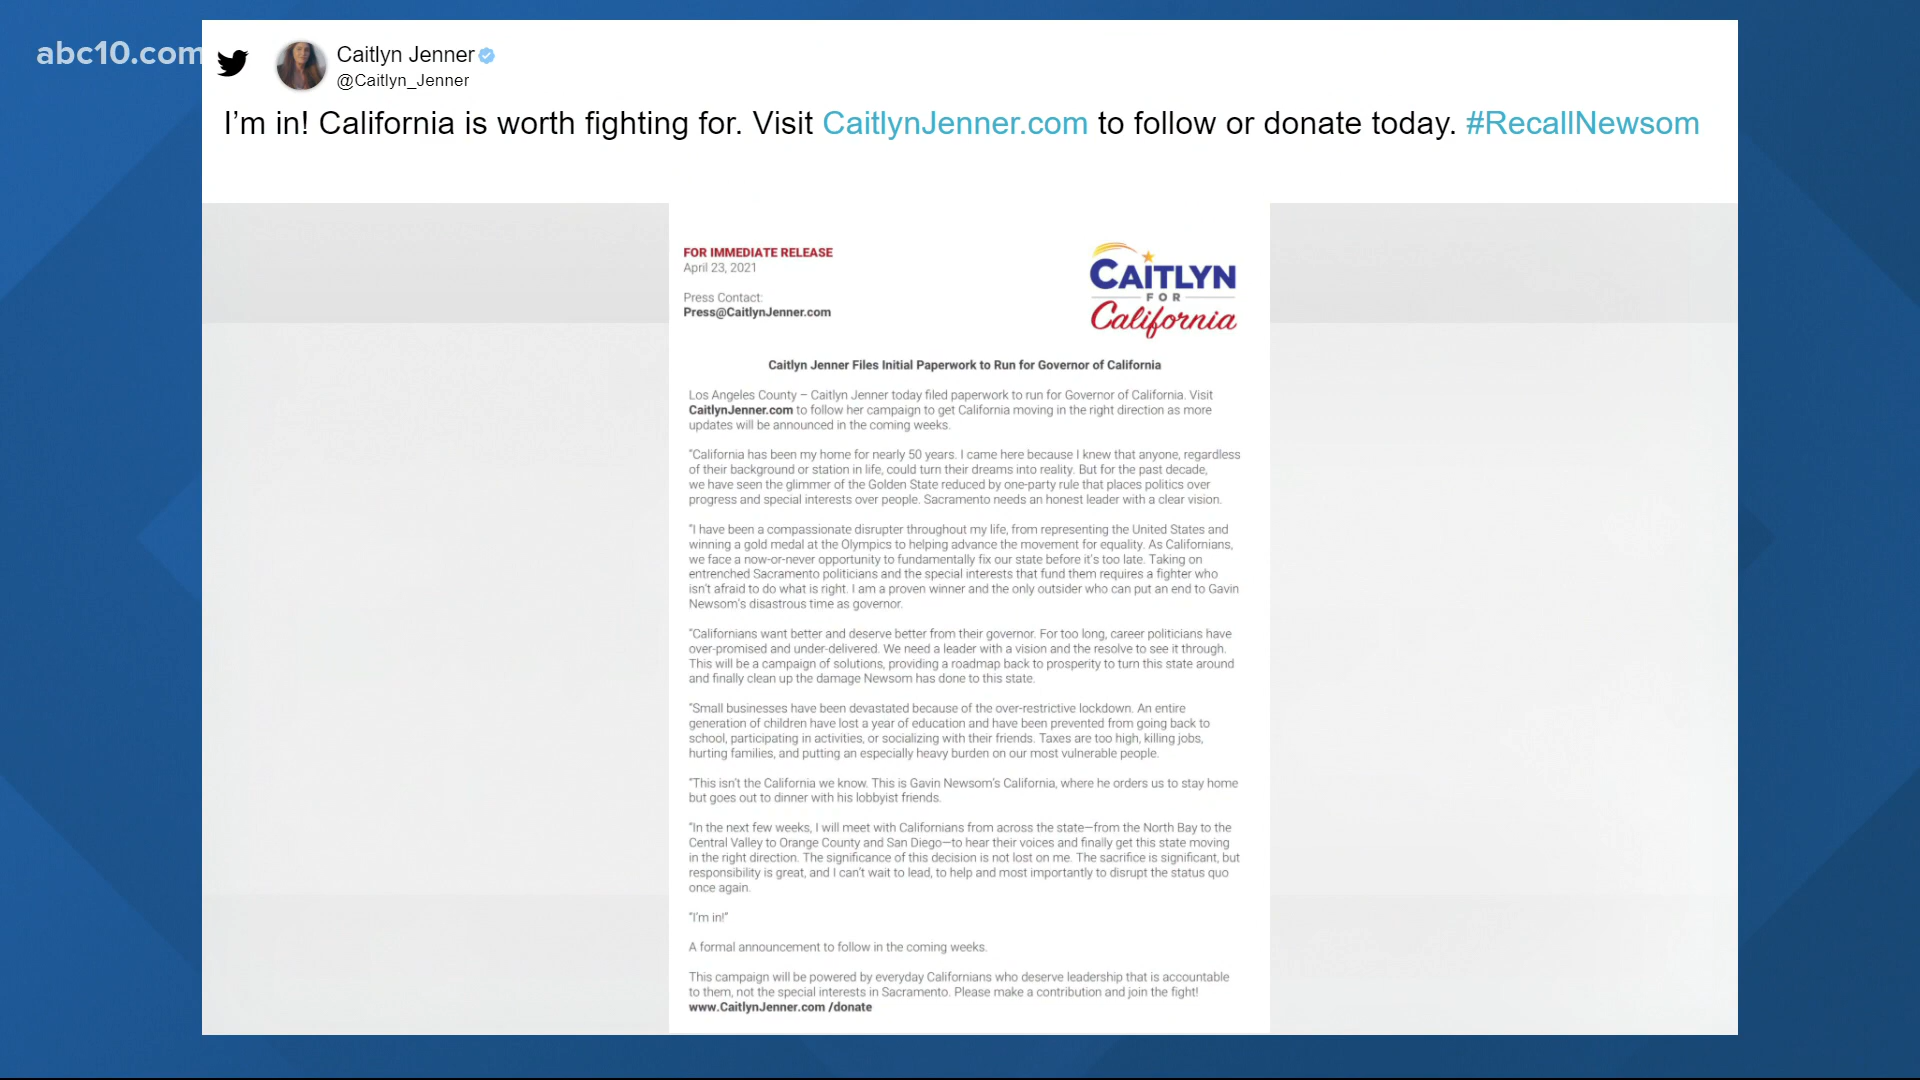 abc10.com
Caitlyn Jenner
@Caitlyn_Jenner
I'm in! California is worth fighting for. Visit CaitlynJenner.com to follow or donate today. #RecallNewsom
FOR IMMEDIATE RELEASE
April 23, 2021
Press Contact:
Press@CaitlynJenner.com
CAITLYN
FOR
California
Caitlyn Jenner Files Initial Paperwork to Run for Governor of California
Los Angeles County – Caitlyn Jenner today filed paperwork to run for Governor of California. Visit
CaitlynJenner.com to follow her campaign to get California moving in the right direction as more
updates will be announced in the coming weeks.
"California has been my home for nearly 50 years. I came here because I knew that anyone, regardless
of their background or station in life, could turn their dreams into reality. But for the past decade,
we have seen the glimmer of the Golden State reduced by one-party rule that places politics over
progress and special interests over people. Sacramento needs an honest leader with a clear vision.
"I have been a compassionate disrupter throughout my life, from representing the United States and
winning a gold medal at the Olympics to helping advance the movement for equality. As Californians,
we face a now-or-never opportunity to fundamentally fix our state before it's too late. Taking on
entrenched Sacramento politicians and the special interests that fund them requires a fighter who
isn't afraid to do what is right. I am a proven winner and the only outsider who can put an end to Gavin
Newsom's disastrous time as governor.
"Californians want better and deserve better from their governor. For too long, career politicians have
over-promised and under-delivered. We need a leader with a vision and the resolve to see it through.
This will be a campaign of solutions, providing a roadmap back to prosperity to turn this state around
and finally clean up the damage Newsom has done to this state.
"Small businesses have been devastated because of the over-restrictive lockdown. An entire
generation of children have lost a year of education and have been prevented from going back to
school, participating in activities, or socializing with their friends. Taxes are too high, killing jobs,
hurting families, and putting an especially heavy burden on our most vulnerable people.
"This isn't the California we know. This is Gavin Newsom's California, where he orders us to stay home
but goes out to dinner with his lobbyist friends.
"In the next few weeks, I will meet with Californians from across the state—from the North Bay to the
Central Valley to Orange County and San Diego—to hear their voices and finally get this state moving
in the right direction. The significance of this decision is not lost on me. The sacrifice is significant, but
responsibility is great, and I can't wait to lead, to help and most importantly to disrupt the status quo
once again.
"I'm in!"
A formal announcement to follow in the coming weeks.
This campaign will be powered by everyday Californians who deserve leadership that is accountable
to them, not the special interests in Sacramento. Please make a contribution and join the fight!
www.CaitlynJenner.com /donate